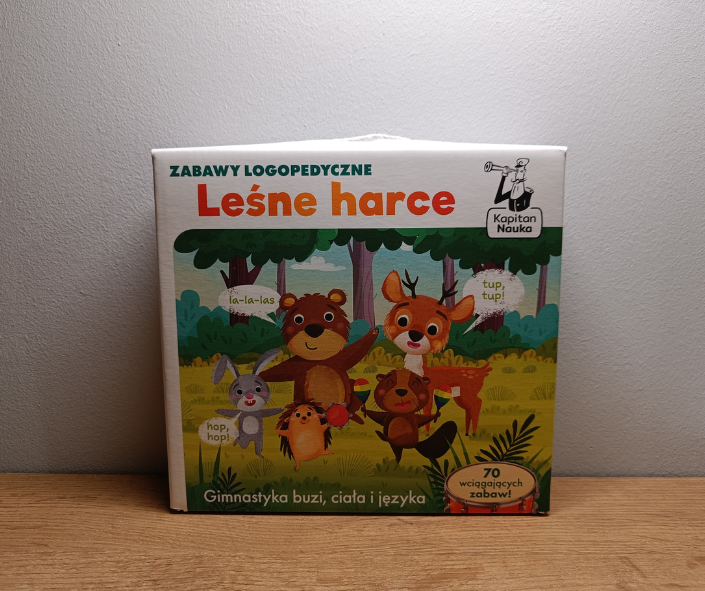 ZABAWY LOGOPEDYCZNE
Leśne harce
Kapitan
Nauka
la-la-las
tup,
tup!
hop,
hop!
70
wciągających
zabaw!
Gimnastyka buzi, ciała i języka